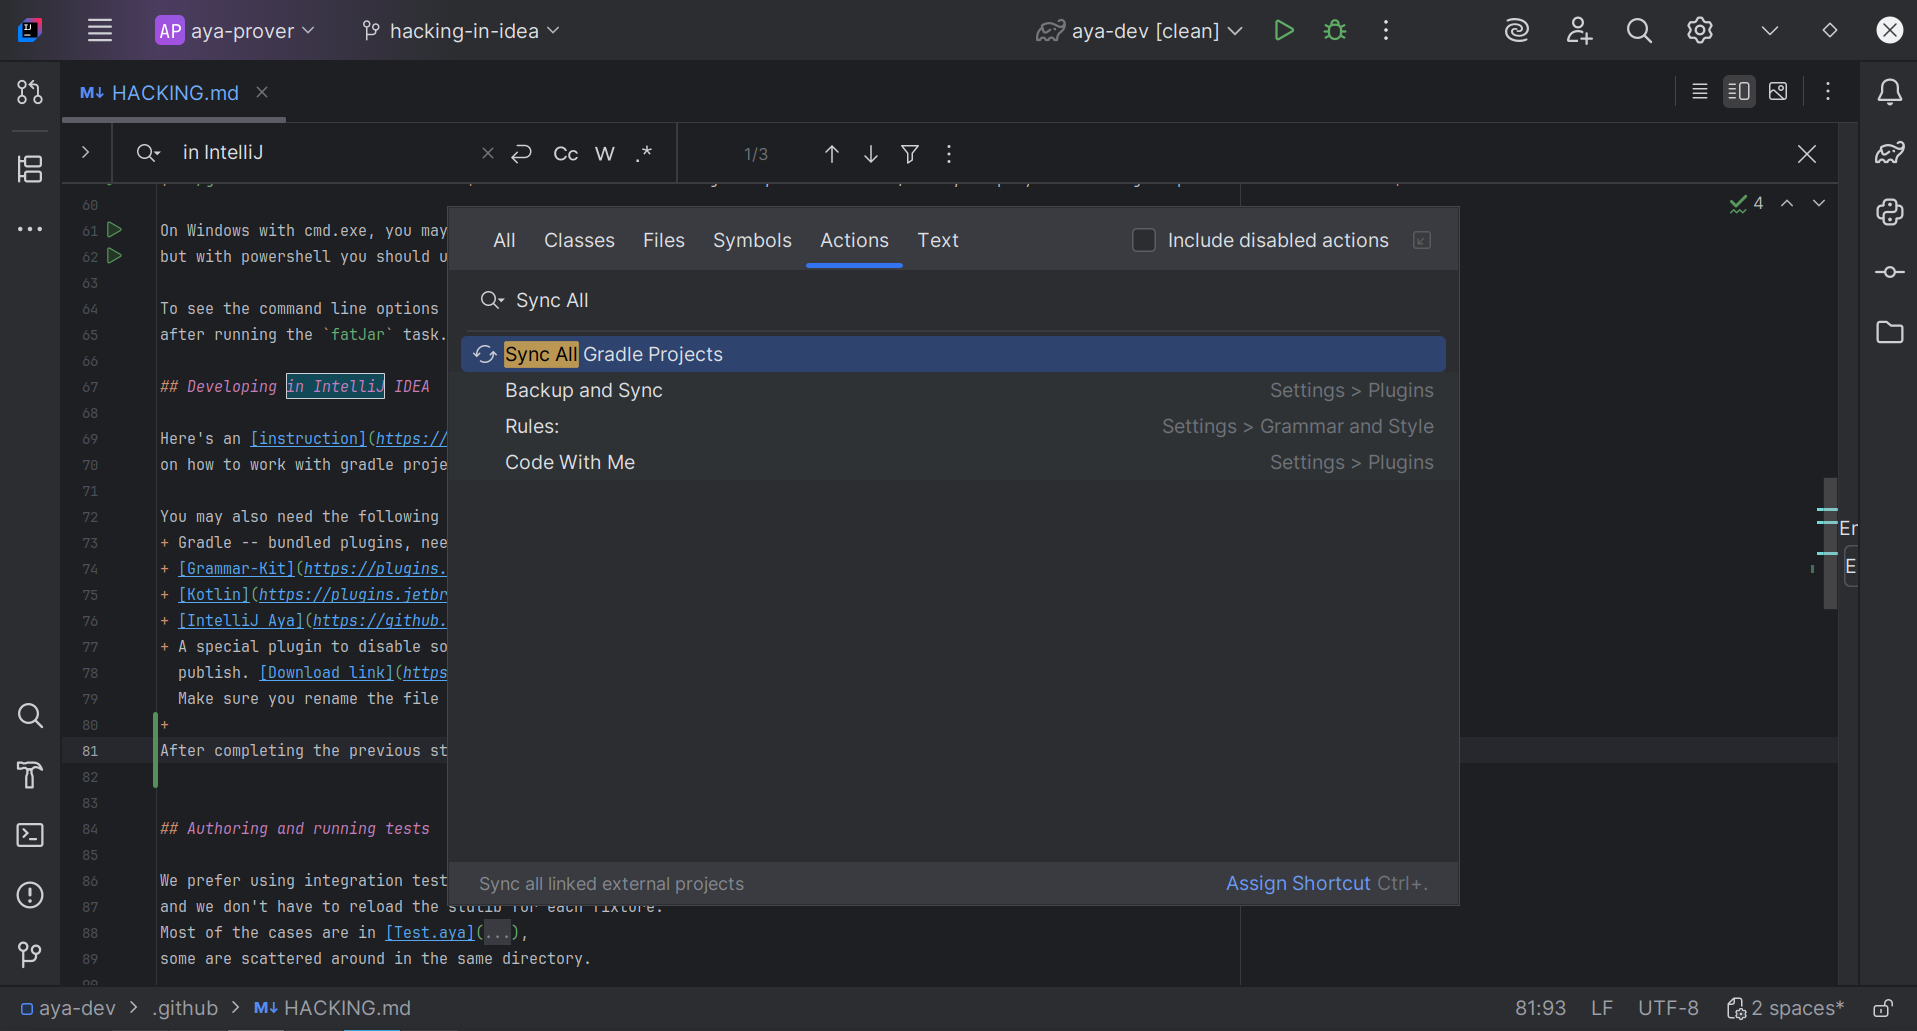 AP aya-prover hacking-in-idea aya-dev [clean]
M↓ HACKING.md
in IntelliJ Cc W .* 1/3
60
61 On Windows with cmd.exe, you may
62 but with powershell you should u
63
64 To see the command line options
65 after running the `fatJar` task.
66
67 ## Developing in IntelliJ IDEA
68
69 Here's an [instruction](https://
70 on how to work with gradle proje
71
72 You may also need the following
73 + Gradle -- bundled plugins, nee
74 + [Grammar-Kit](https://plugins.
75 + [Kotlin](https://plugins.jetbr
76 + [IntelliJ Aya](https://github.
77 + A special plugin to disable so
78 publish. [Download link](https
79 Make sure you rename the file
80 +
81 After completing the previous st
82
83
84 ## Authoring and running tests
85
86 We prefer using integration test
87 and we don't have to reload the stdlib for each fixture.
88 Most of the cases are in [Test.aya](...),
89 some are scattered around in the same directory.
90
All Classes Files Symbols Actions Text Include disabled actions
Sync All
Sync All Gradle Projects
Backup and Sync Settings > Plugins
Rules: Settings > Grammar and Style
Code With Me Settings > Plugins
Sync all linked external projects Assign Shortcut Ctrl+.
4
En
E
aya-dev > .github > M↓ HACKING.md 81:93 LF UTF-8 2 spaces*